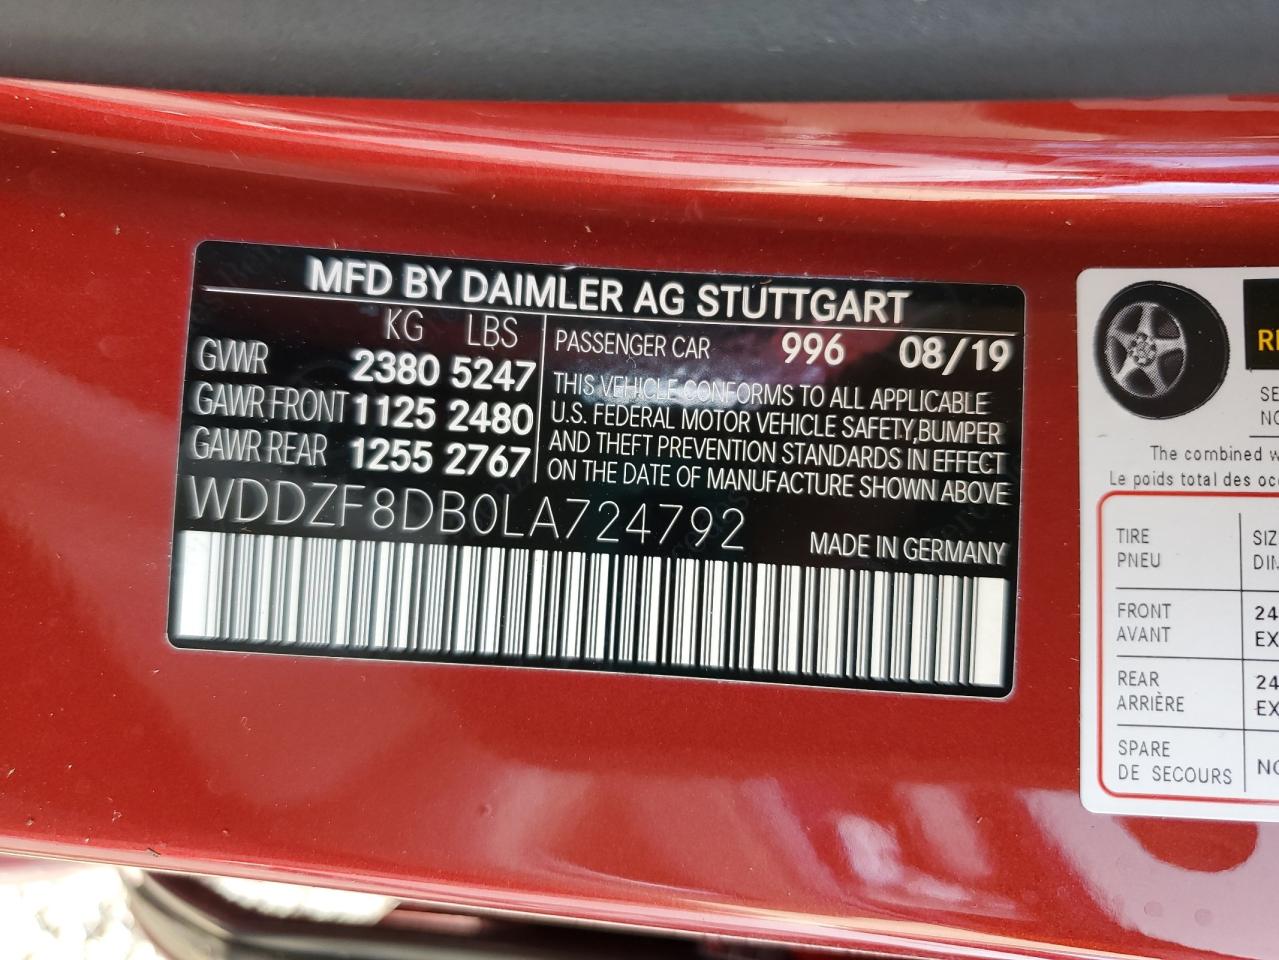 MFD BY DAIMLER AG STUTTGART
KG LBS
GVWR 2380 5247
GAWR FRONT 1125 2480
GAWR REAR 1255 2767
PASSENGER CAR 996 08/19
THIS VEHICLE CONFORMS TO ALL APPLICABLE
U.S. FEDERAL MOTOR VEHICLE SAFETY,BUMPER
AND THEFT PREVENTION STANDARDS IN EFFECT
ON THE DATE OF MANUFACTURE SHOWN ABOVE
WDDZF8DB0LA724792
MADE IN GERMANY
The combined
Le poids total des
TIRE
PNEU
FRONT
AVANT
24
REAR
ARRIÈRE
24
SPARE
DE SECOURS